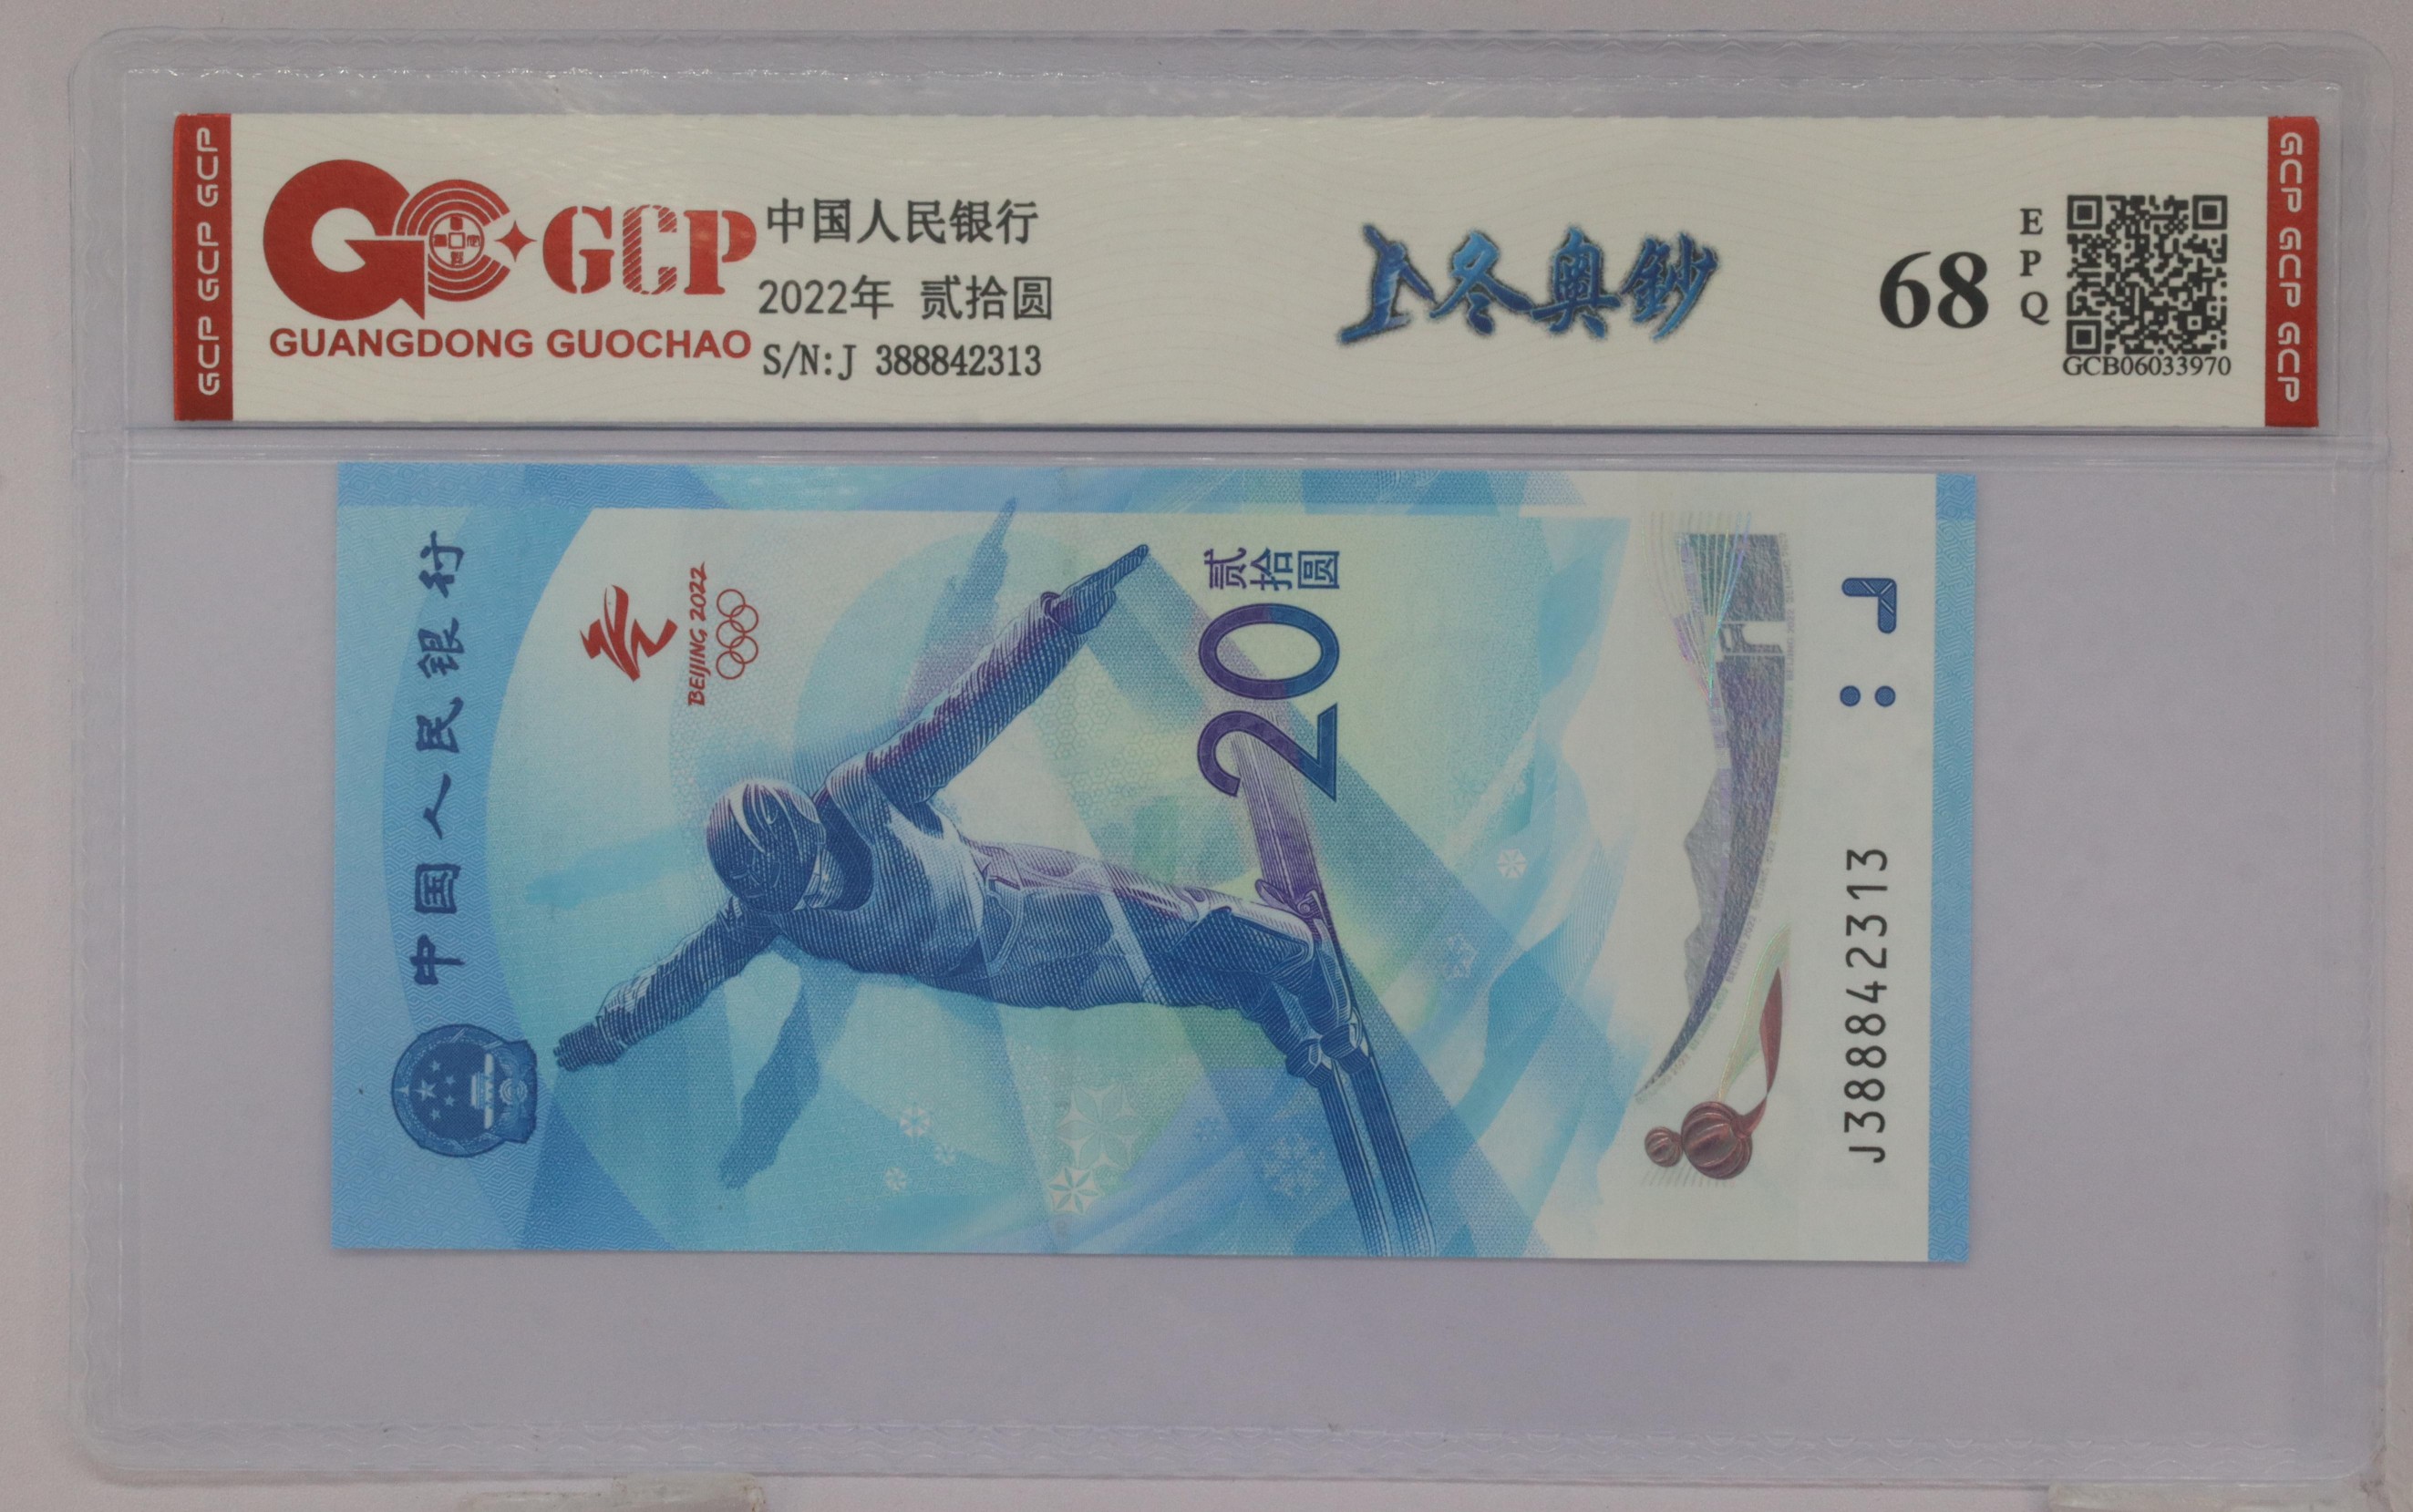 GCP GCP GCP
GCP
GUANGDONG GUOCHAO
中国人民银行
2022年 贰拾圆
S/N:J 388842313
冬奥鈔
68
EPQ
GCB06033970
GCP GCP GCP
中国人民银行
BEIJING 2022
贰拾圆
20
J388842313